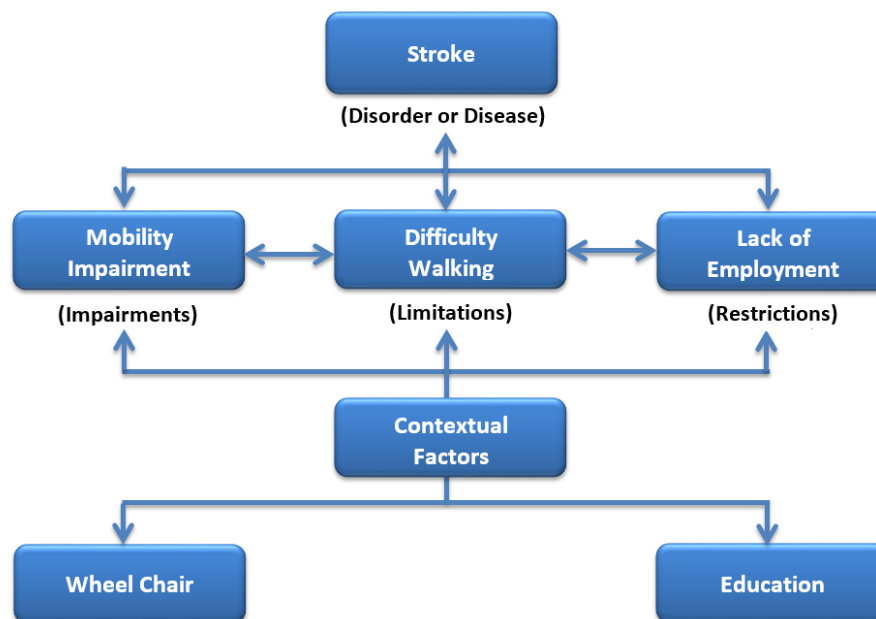 Stroke
(Disorder or Disease)
Mobility
Impairment
Difficulty
Walking
Lack of
Employment
(Impairments)
(Limitations)
(Restrictions)
Contextual
Factors
Wheel Chair
Education